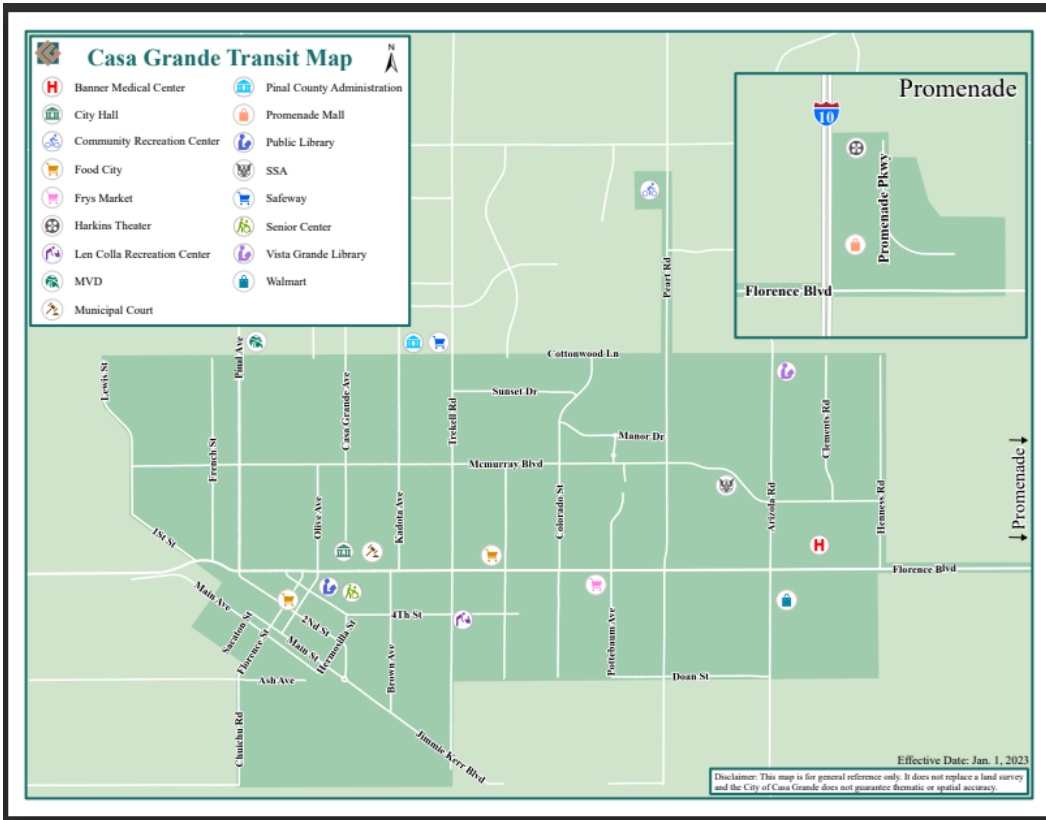 Casa Grande Transit Map
N
Banner Medical Center
City Hall
Community Recreation Center
Food City
Frys Market
Harkins Theater
Len Colla Recreation Center
MVD
Municipal Court
Pinal County Administration
Promenade Mall
Public Library
SSA
Safeway
Senior Center
Vista Grande Library
Walmart
H
Promenade
10
Promenade Pkwy
Florence Blvd
Peart Rd
Pinal Ave
Lewis St
Casa Grande Ave
Cottonwood Ln
Sunset Dr
Trekell Rd
Manor Dr
Clements Rd
French St
Mcmurray Blvd
Promenade
Olive Ave
Kadota Ave
Colorado St
Arizola Rd
Henness Rd
1St St
H
Florence Blvd
Main Ave
Sacaton St
Florence St
2Nd St
Main St
Hermosilla St
4Th St
Brown Ave
Pottebaum Ave
Ash Ave
Doan St
Chuichu Rd
Jimmie Kerr Blvd
Effective Date: Jan. 1, 2023
Disclaimer: This map is for general reference only. It does not replace a land survey
and the City of Casa Grande does not guarantee thematic or spatial accuracy.